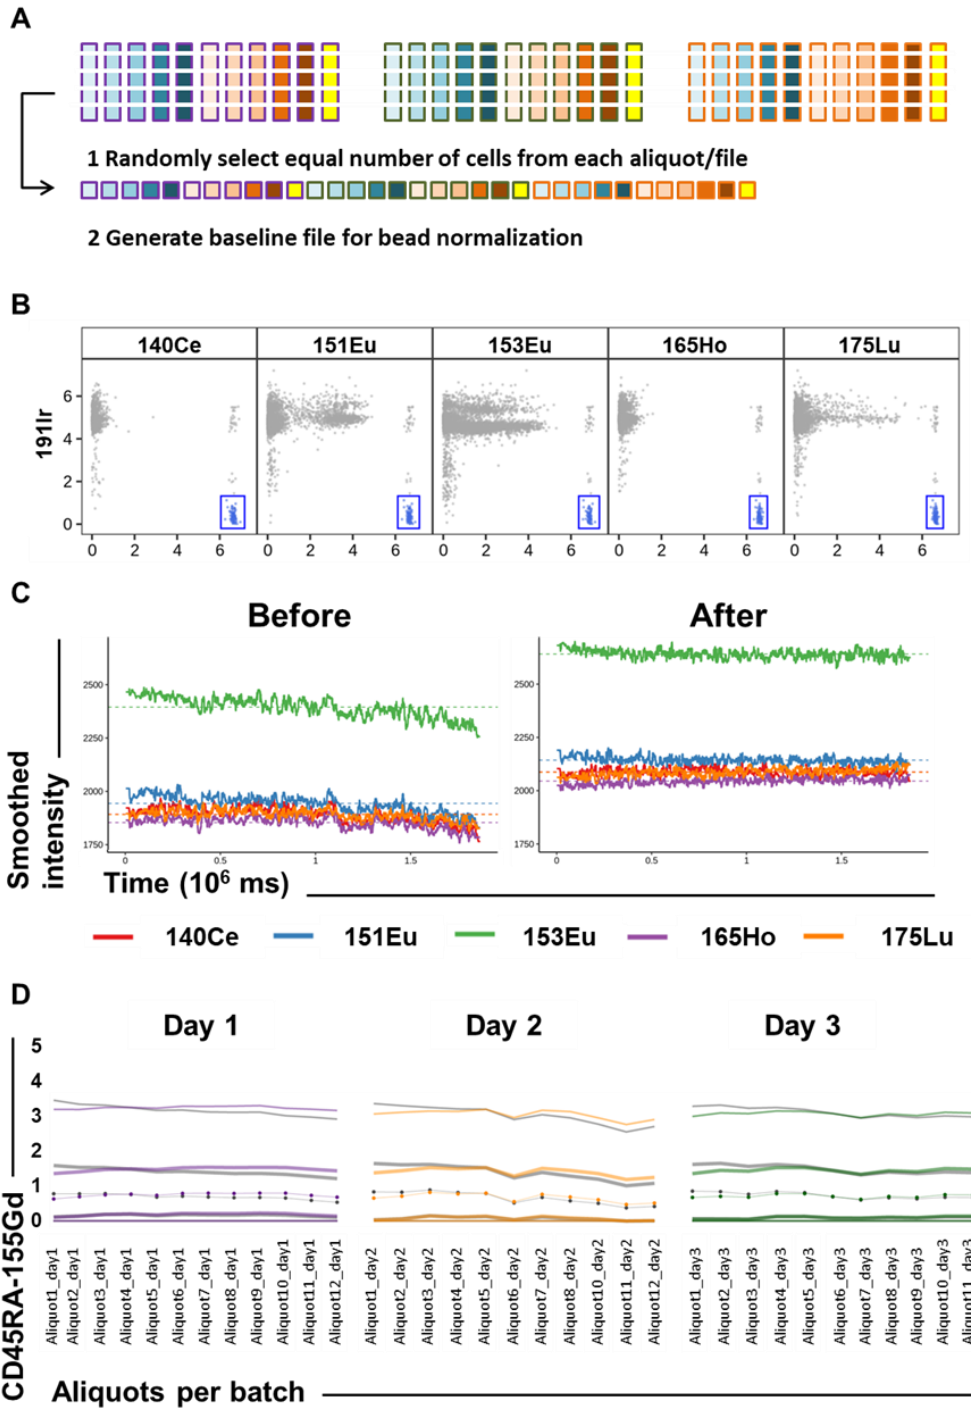 A
1 Randomly select equal number of cells from each aliquot/file
2 Generate baseline file for bead normalization
B
140Ce 151Eu 153Eu 165Ho 175Lu
191Ir
6
4
2
0
0 2 4 6 0 2 4 6 0 2 4 6 0 2 4 6 0 2 4 6
C
Before After
Smoothed
intensity
2500
2250
2000
1750
0 0.5 1 1.5
2500
2250
2000
1750
0 0.5 1 1.5
Time (10⁶ ms)
140Ce 151Eu 153Eu 165Ho 175Lu
D
Day 1 Day 2 Day 3
CD45RA-155Gd
5
4
3
2
1
0
Aliquot1_day1
Aliquot2_day1
Aliquot3_day1
Aliquot4_day1
Aliquot5_day1
Aliquot6_day1
Aliquot7_day1
Aliquot8_day1
Aliquot9_day1
Aliquot10_day1
Aliquot11_day1
Aliquot12_day1
Aliquot1_day2
Aliquot2_day2
Aliquot3_day2
Aliquot4_day2
Aliquot5_day2
Aliquot6_day2
Aliquot7_day2
Aliquot8_day2
Aliquot9_day2
Aliquot10_day2
Aliquot11_day2
Aliquot12_day2
Aliquot1_day3
Aliquot2_day3
Aliquot3_day3
Aliquot4_day3
Aliquot5_day3
Aliquot6_day3
Aliquot7_day3
Aliquot8_day3
Aliquot9_day3
Aliquot10_day3
Aliquot11_day3
Aliquots per batch